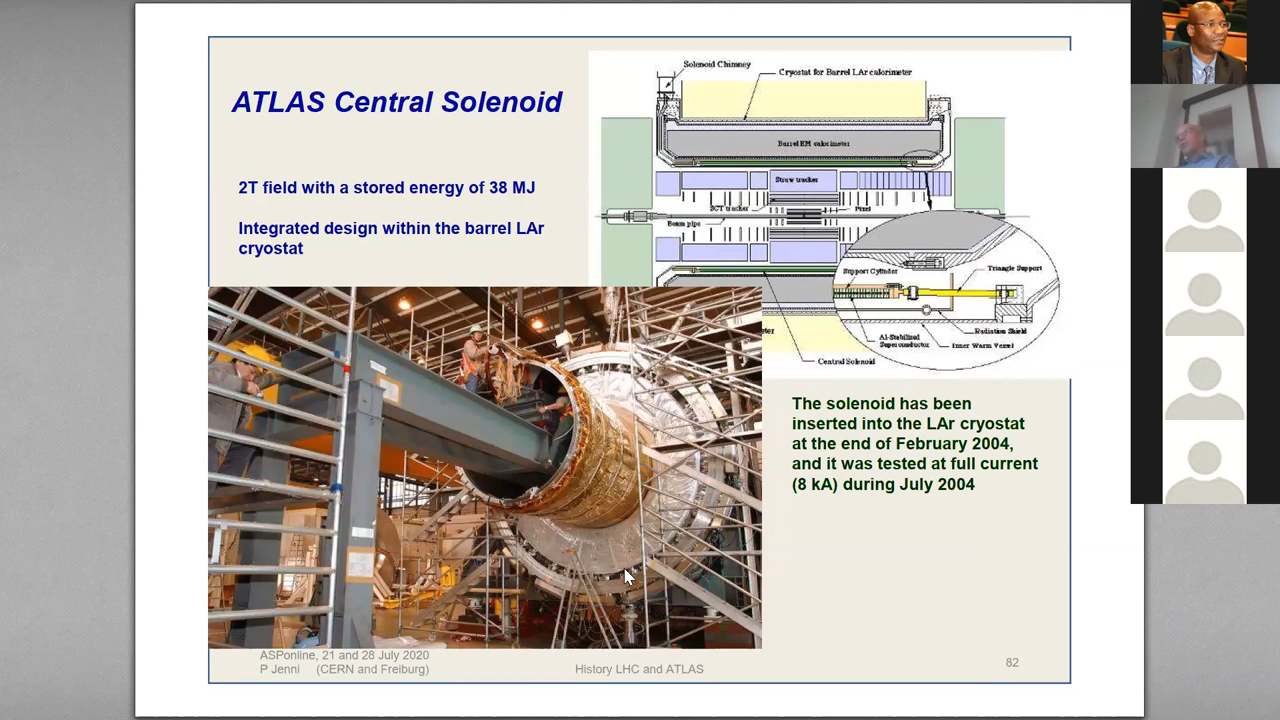 ATLAS Central Solenoid
2T field with a stored energy of 38 MJ
Integrated design within the barrel LAr
cryostat
Solenoid Chimney
Cryostat for Barrel LAr calorimeter
Barrel EM calorimeter
Straw tracker
SCT tracker
Pixel
Beam pipe
Support Cylinder
Triangle Support
Radiation Shield
Al-Stabilized
Superconductor
Inner Warm Vessel
Central Solenoid
The solenoid has been
inserted into the LAr cryostat
at the end of February 2004,
and it was tested at full current
(8 kA) during July 2004
ASPonline, 21 and 28 July 2020
P Jenni (CERN and Freiburg)
History LHC and ATLAS
82